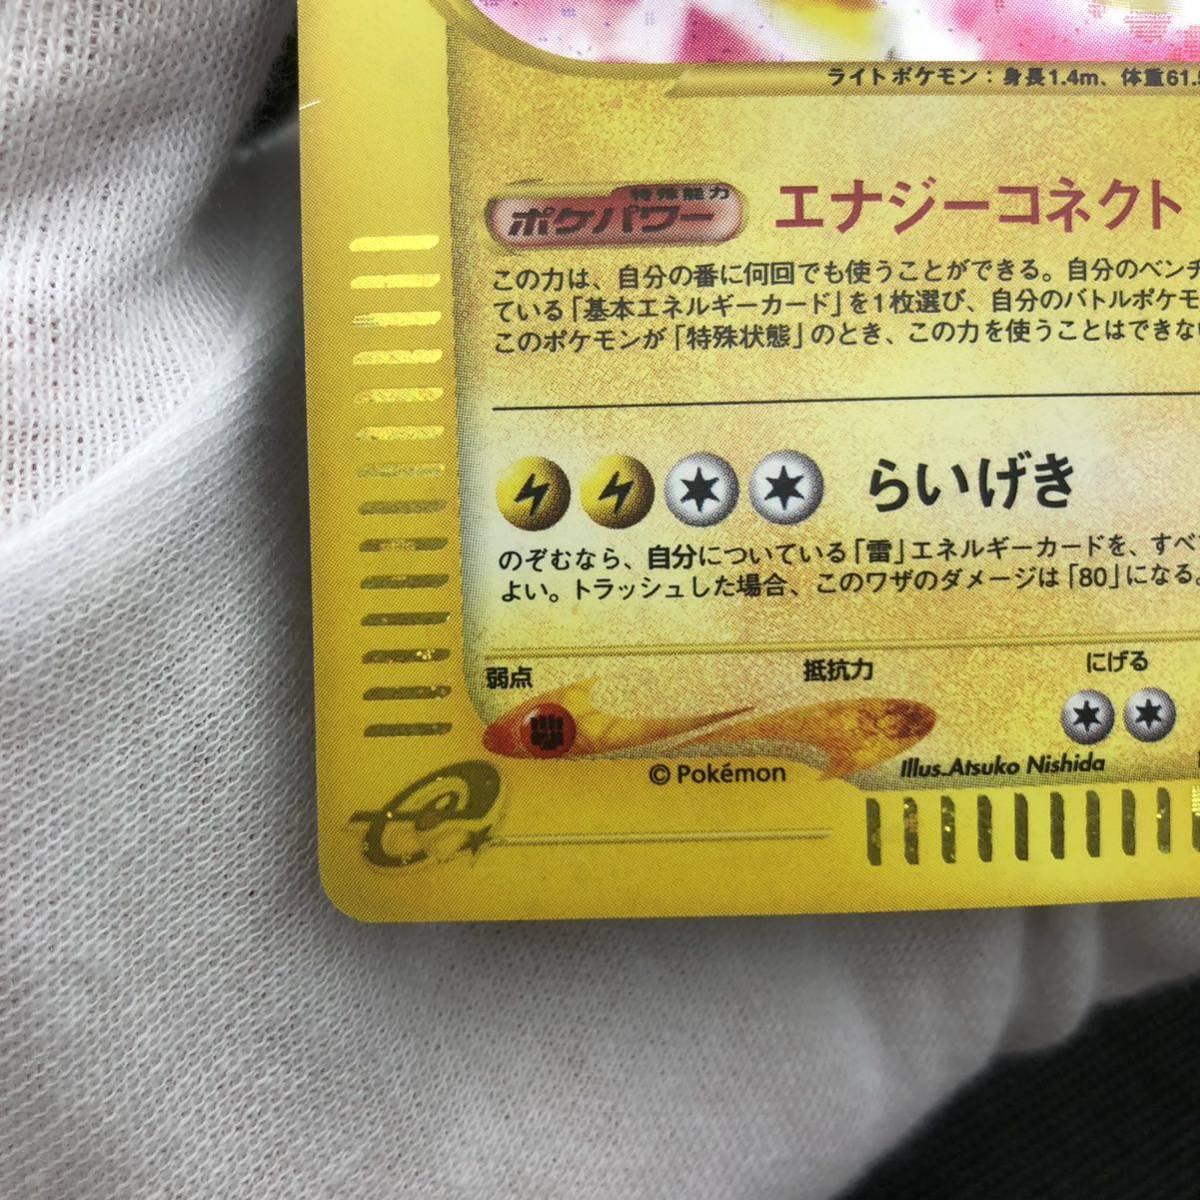 ライトポケモン：身長1.4m、体重61.
特殊能力
ポケパワー エナジーコネクト
この力は、自分の番に何回でも使うことができる。自分のベンチ
ている「基本エネルギーカード」を1枚選び、自分のバトルポケモ
このポケモンが「特殊状態」のとき、この力を使うことはできな
らいげき
のぞむなら、自分についている「雷」エネルギーカードを、すべ
よい。トラッシュした場合、このワザのダメージは「80」になる。
弱点 抵抗力 にげる
© Pokémon Illus.Atsuko Nishida
e